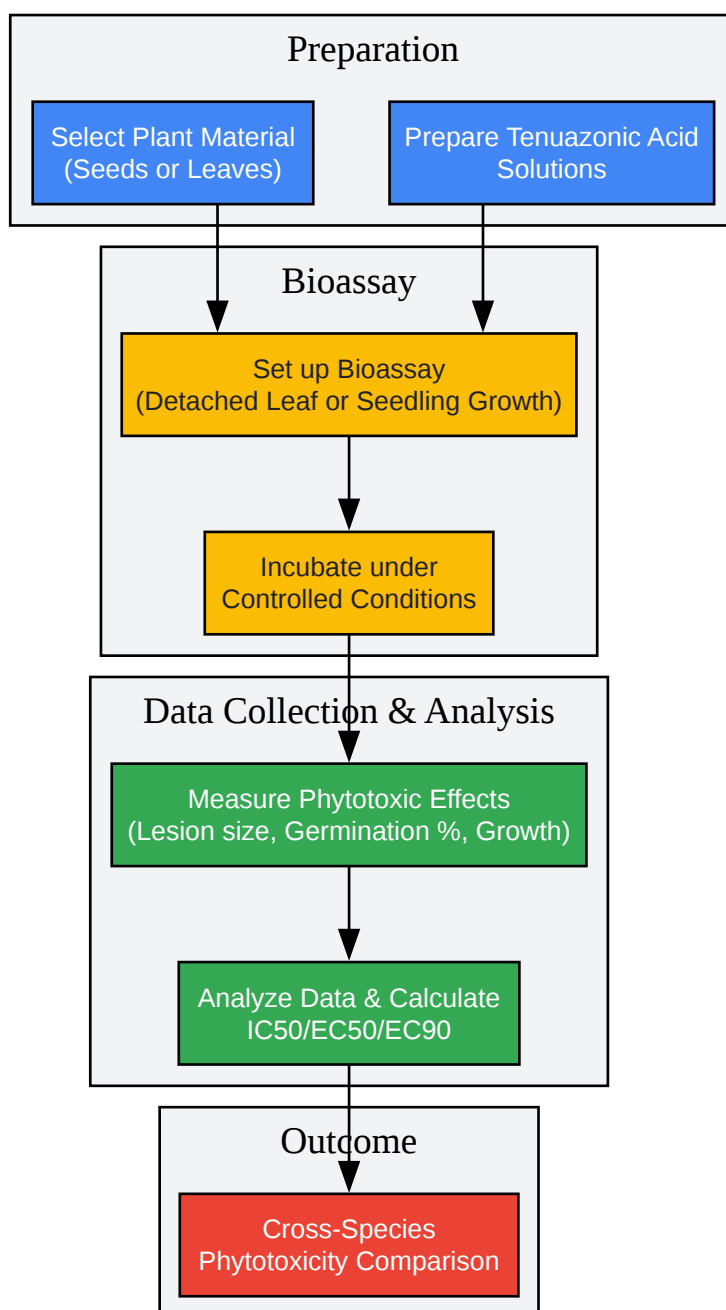 Preparation
Select Plant Material
(Seeds or Leaves)
Prepare Tenuazonic Acid
Solutions
Bioassay
Set up Bioassay
(Detached Leaf or Seedling Growth)
Incubate under
Controlled Conditions
Data Collection & Analysis
Measure Phytotoxic Effects
(Lesion size, Germination %, Growth)
Analyze Data & Calculate
IC50/EC50/EC90
Outcome
Cross-Species
Phytotoxicity Comparison